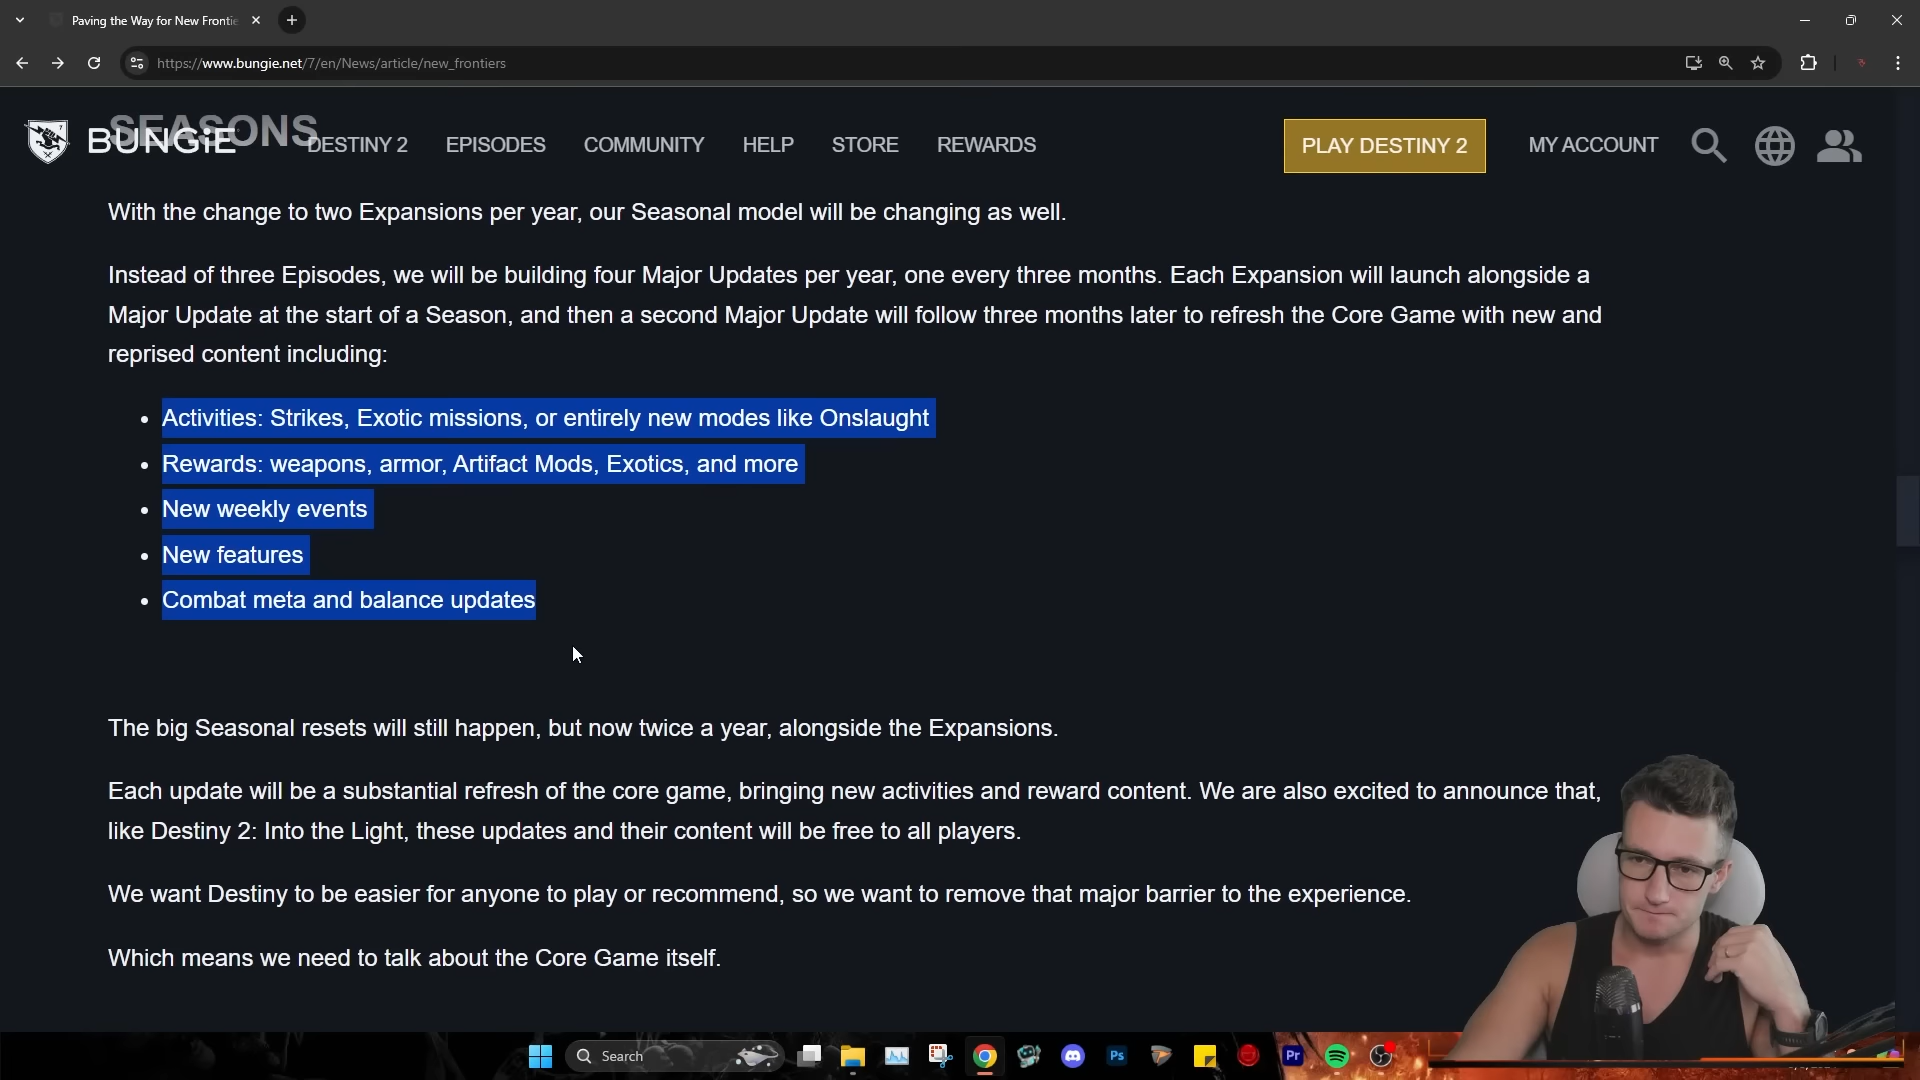 Paving the Way for New Frontie
https://www.bungie.net/7/en/News/article/new_frontiers
SEASONS
BUNGiE
DESTINY 2
EPISODES
COMMUNITY
HELP
STORE
REWARDS
PLAY DESTINY 2
MY ACCOUNT
With the change to two Expansions per year, our Seasonal model will be changing as well.
Instead of three Episodes, we will be building four Major Updates per year, one every three months. Each Expansion will launch alongside a
Major Update at the start of a Season, and then a second Major Update will follow three months later to refresh the Core Game with new and
reprised content including:
• Activities: Strikes, Exotic missions, or entirely new modes like Onslaught
• Rewards: weapons, armor, Artifact Mods, Exotics, and more
• New weekly events
• New features
• Combat meta and balance updates
The big Seasonal resets will still happen, but now twice a year, alongside the Expansions.
Each update will be a substantial refresh of the core game, bringing new activities and reward content. We are also excited to announce that,
like Destiny 2: Into the Light, these updates and their content will be free to all players.
We want Destiny to be easier for anyone to play or recommend, so we want to remove that major barrier to the experience.
Which means we need to talk about the Core Game itself.
Search
Ps
Pr